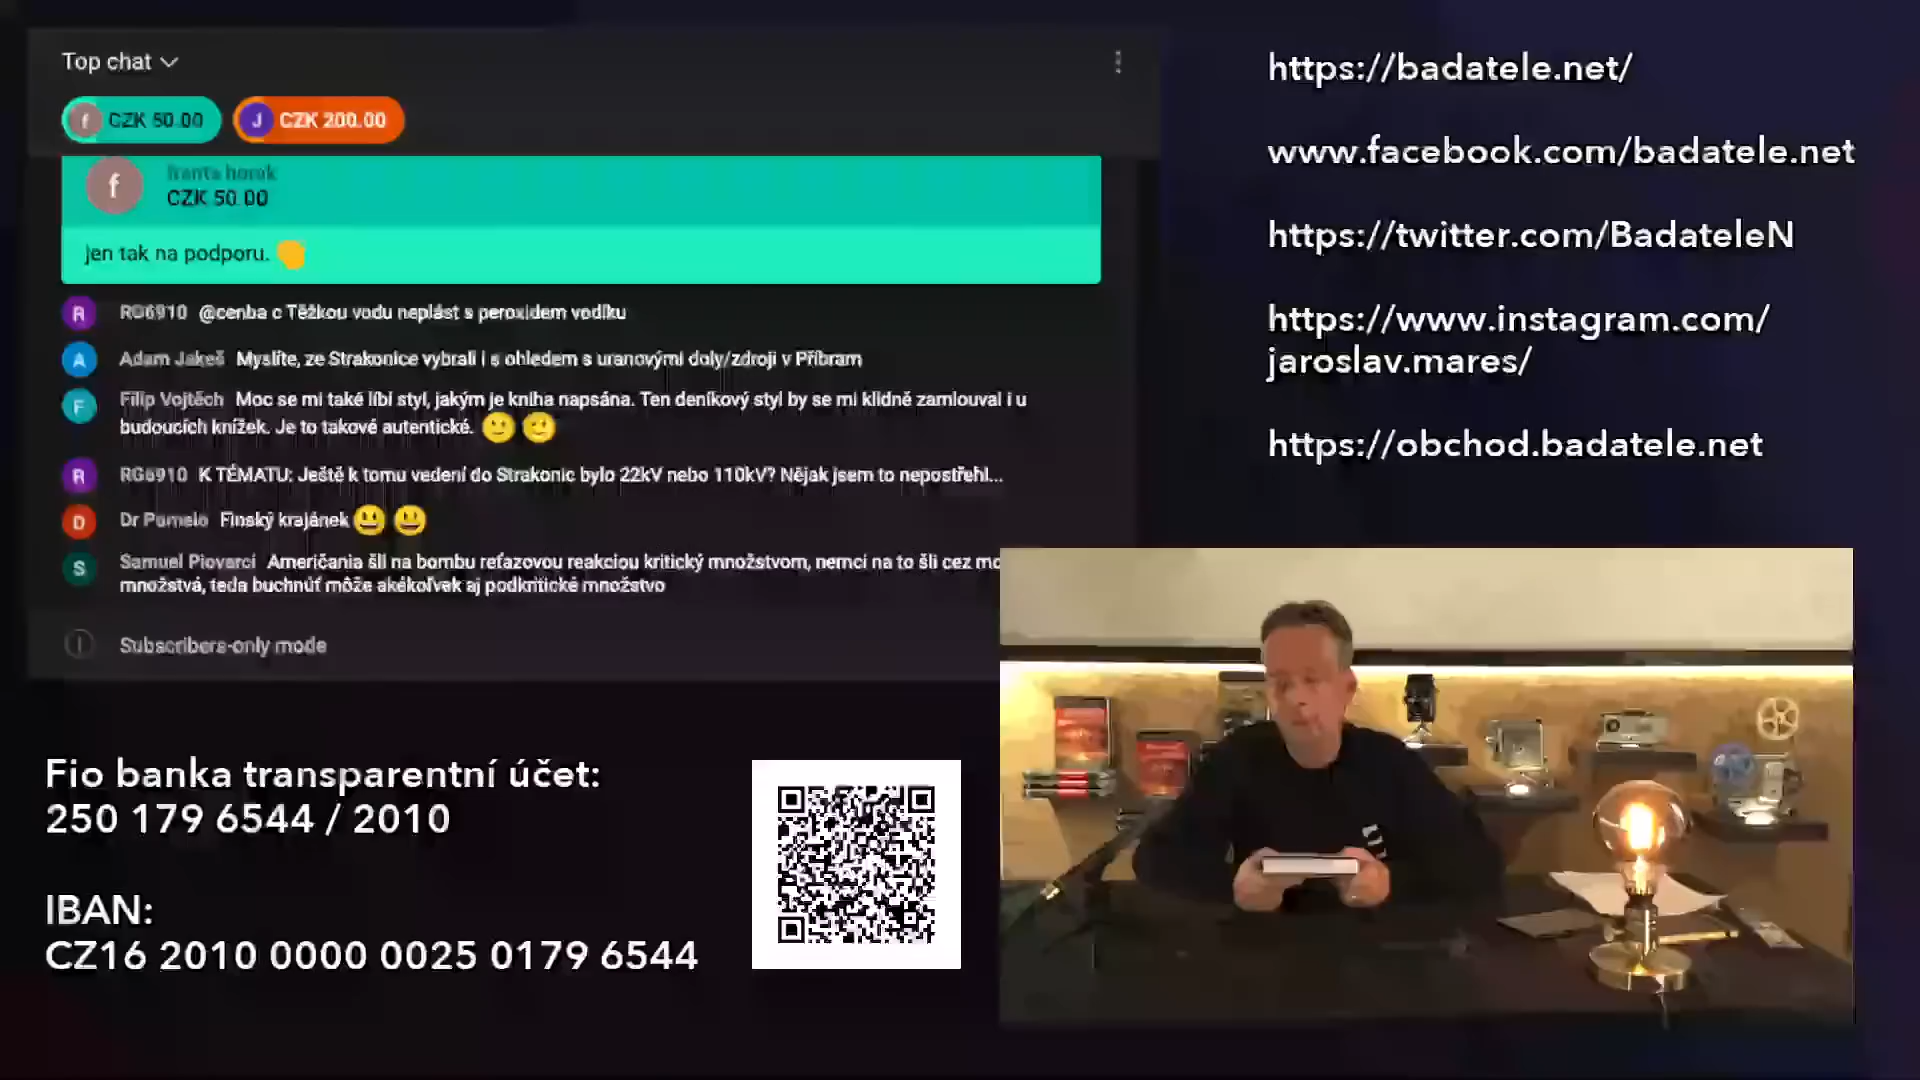 Top chat
CZK 50.00
J CZK 200.00
f franta horak
CZK 50.00
jen tak na podporu.
R RG6910 @cenba c Těžkou vodu neplást s peroxidem vodíku
A Adam Jakeš Myslíte, ze Strakonice vybrali i s ohledem s uranovými doly/zdroji v Příbram
F Filip Vojtěch Moc se mi také líbí styl, jakým je kniha napsána. Ten deníkový styl by se mi klidně zamlouval i u
budoucích knížek. Je to takové autentické.
R RG6910 K TÉMATU: Ještě k tomu vedení do Strakonic bylo 22kV nebo 110kV? Nějak jsem to nepostřehl...
D Dr Pomelo Finský krajánek
S Samuel Piovarci Američania šli na bombu reťazovou reakciou kritický množstvom, nemci na to šli cez mo
množstvá, teda buchnúť môže akékoľvek aj podkritické množstvo
Subscribers-only mode
https://badatele.net/
www.facebook.com/badatele.net
https://twitter.com/BadateleN
https://www.instagram.com/
jaroslav.mares/
https://obchod.badatele.net
Fio banka transparentní účet:
250 179 6544 / 2010
IBAN:
CZ16 2010 0000 0025 0179 6544